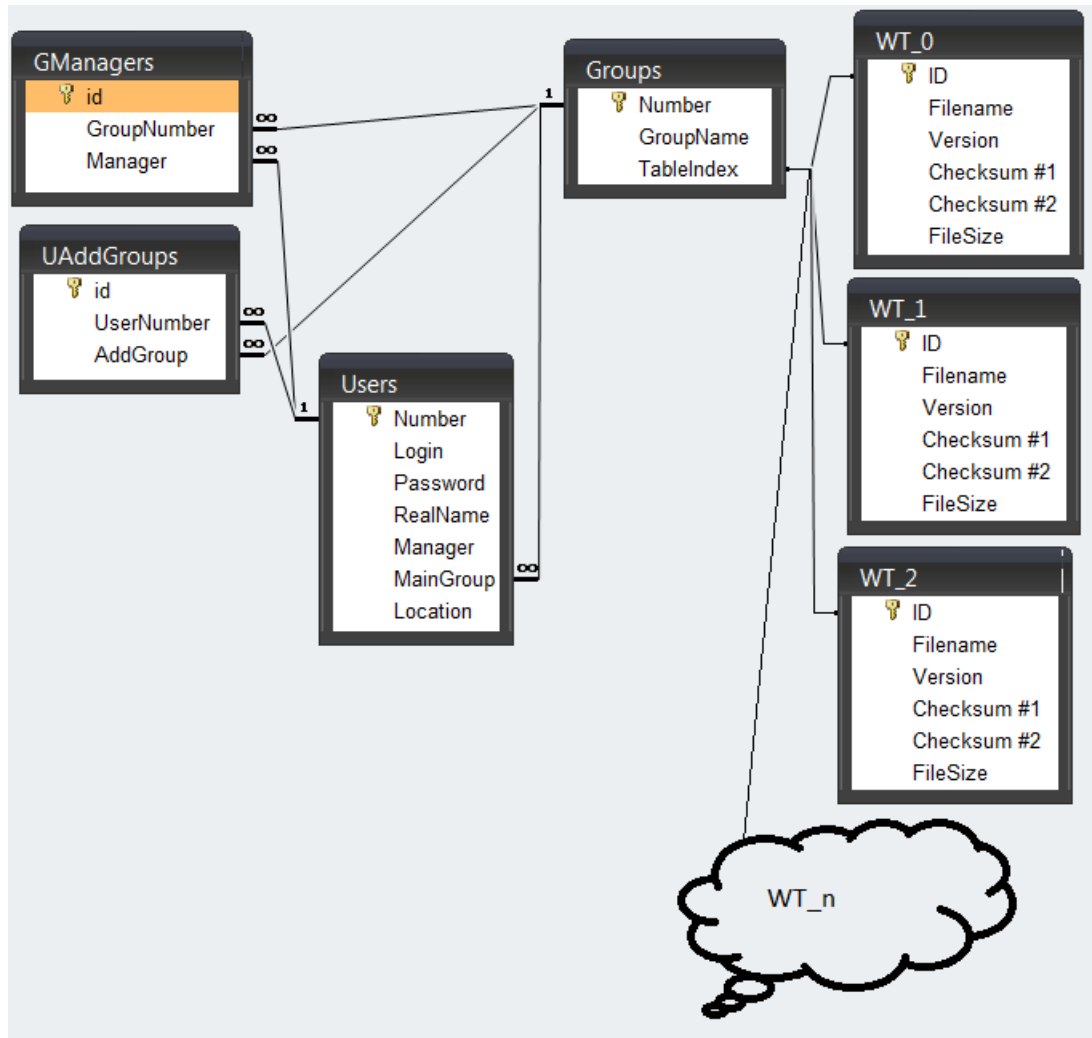 GManagers
id
GroupNumber
Manager
UAddGroups
id
UserNumber
AddGroup
Users
Number
Login
Password
RealName
Manager
MainGroup
Location
Groups
Number
GroupName
TableIndex
WT_0
ID
Filename
Version
Checksum #1
Checksum #2
FileSize
WT_1
ID
Filename
Version
Checksum #1
Checksum #2
FileSize
WT_2
ID
Filename
Version
Checksum #1
Checksum #2
FileSize
WT_n
∞
∞
∞
∞
1
∞
1